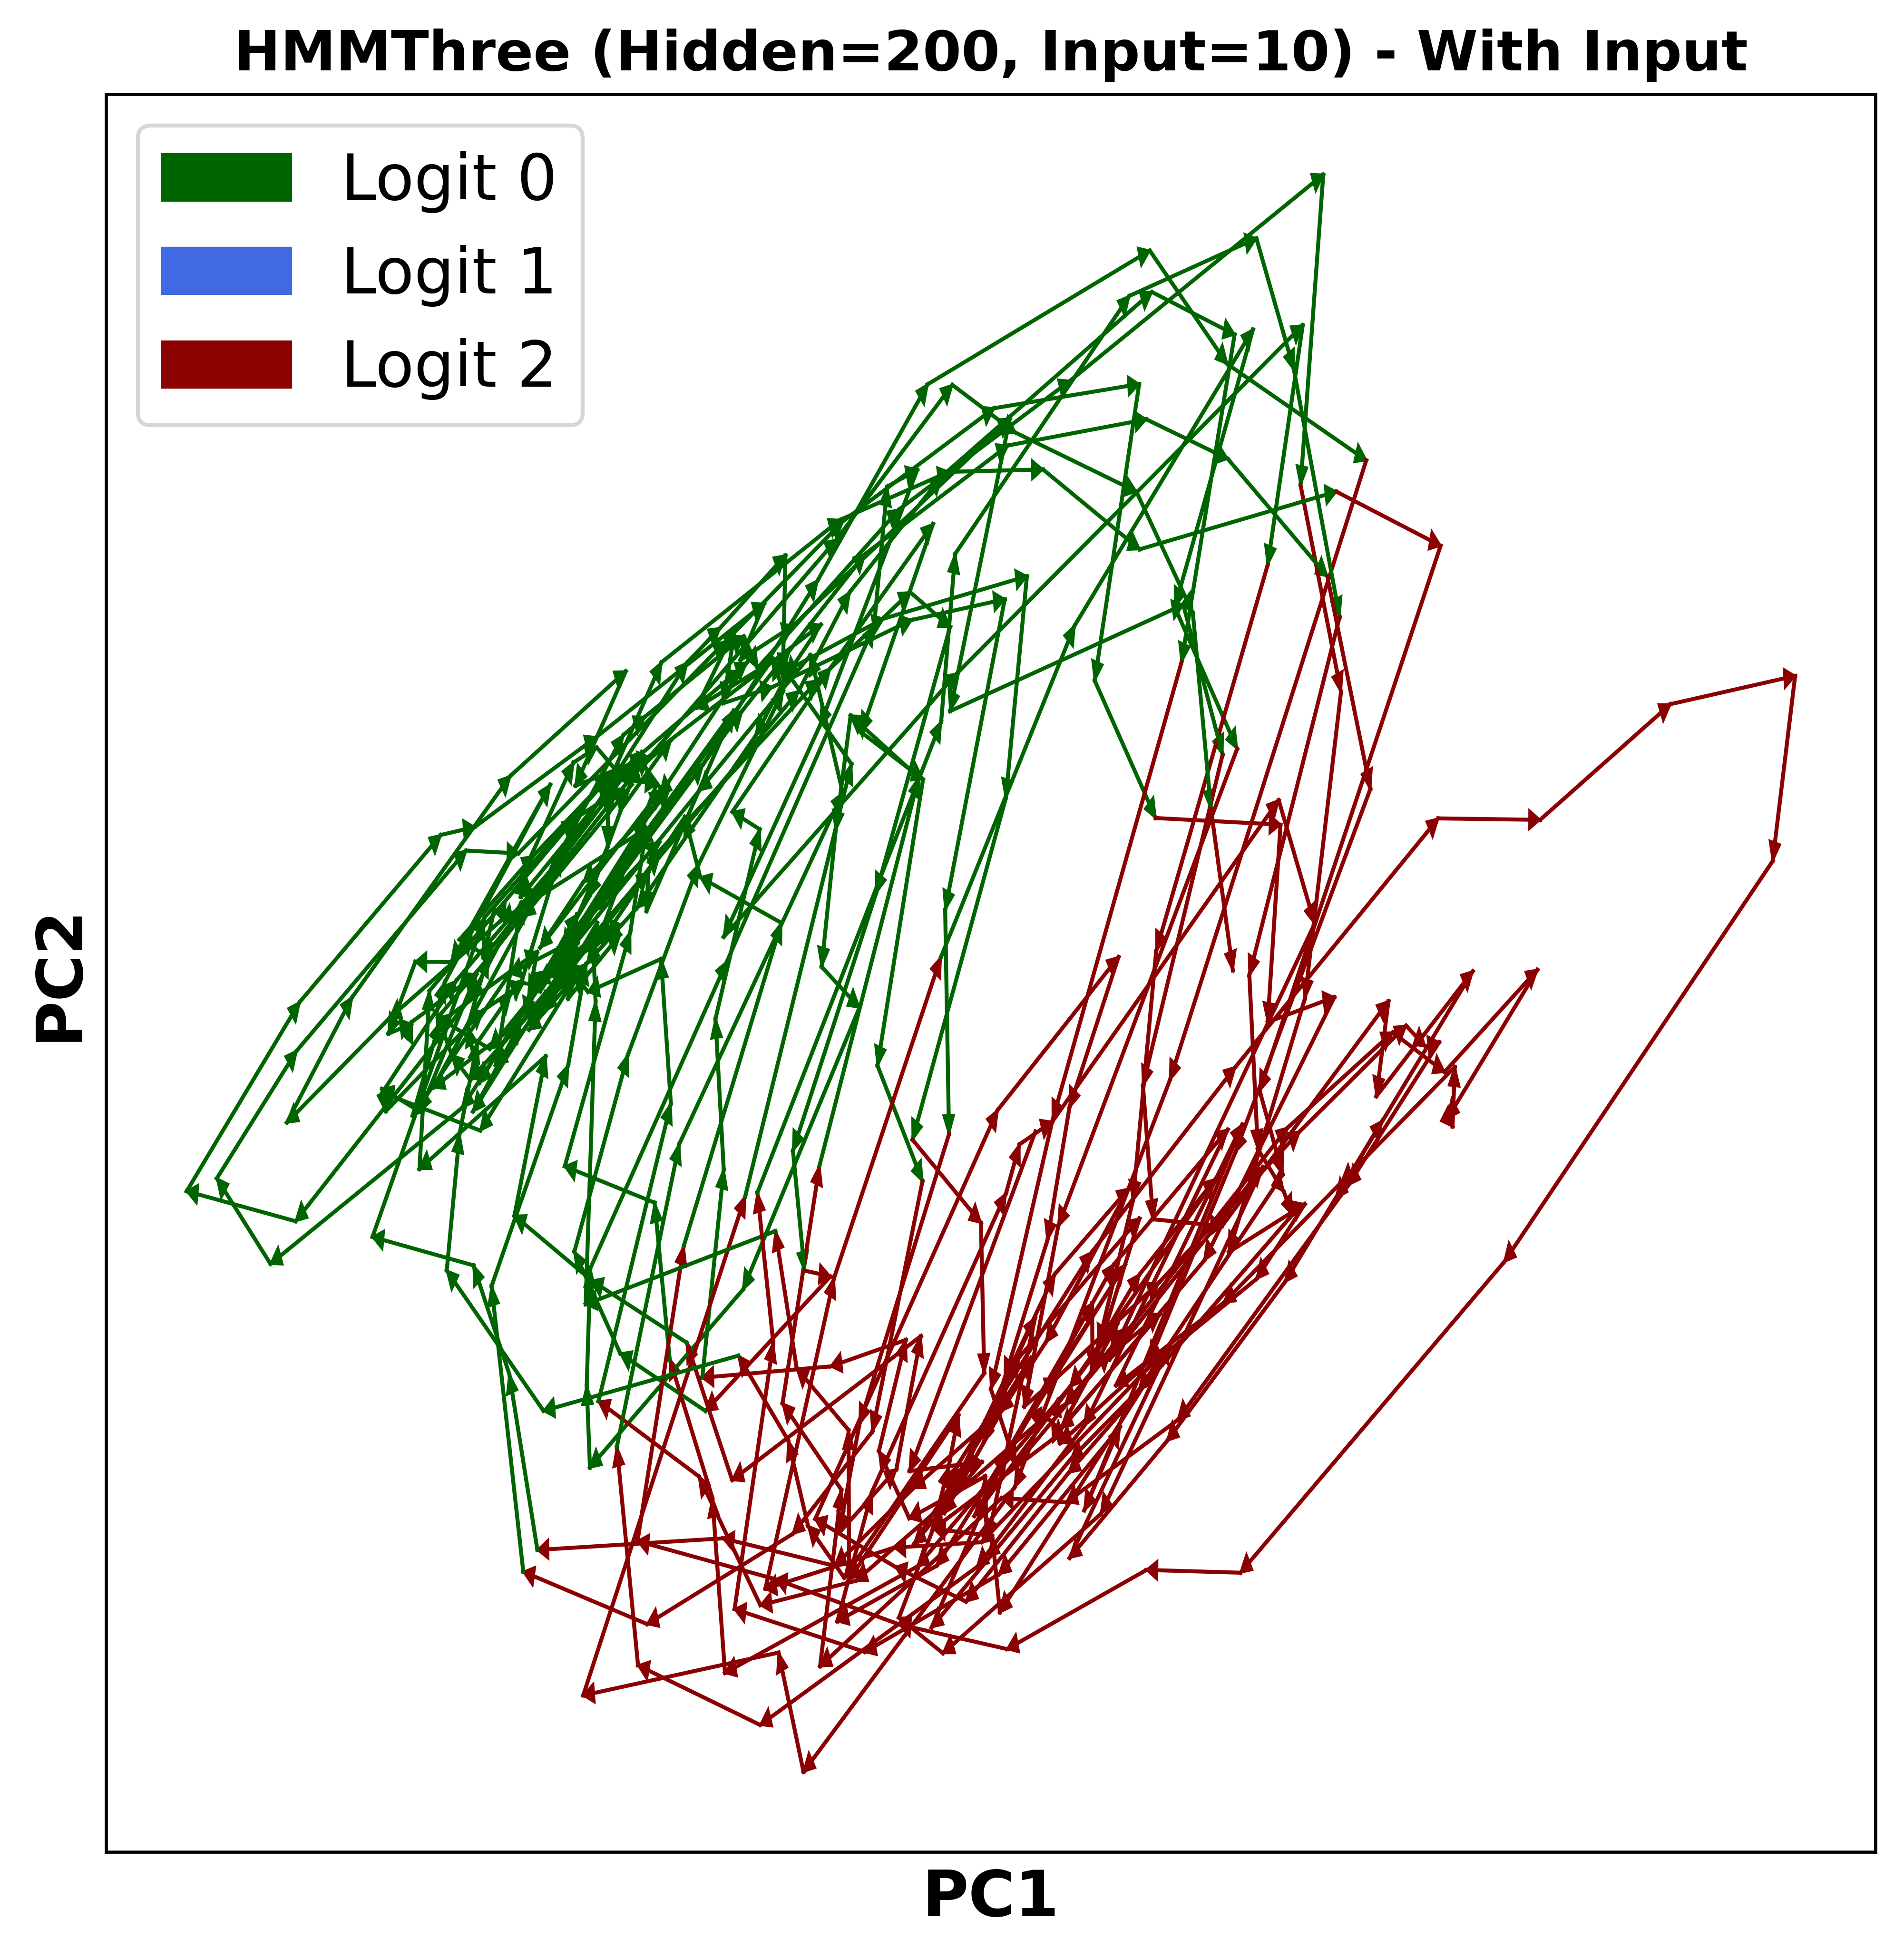 HMMThree (Hidden=200, Input=10) - With Input
Logit 0
Logit 1
Logit 2
PC2
PC1